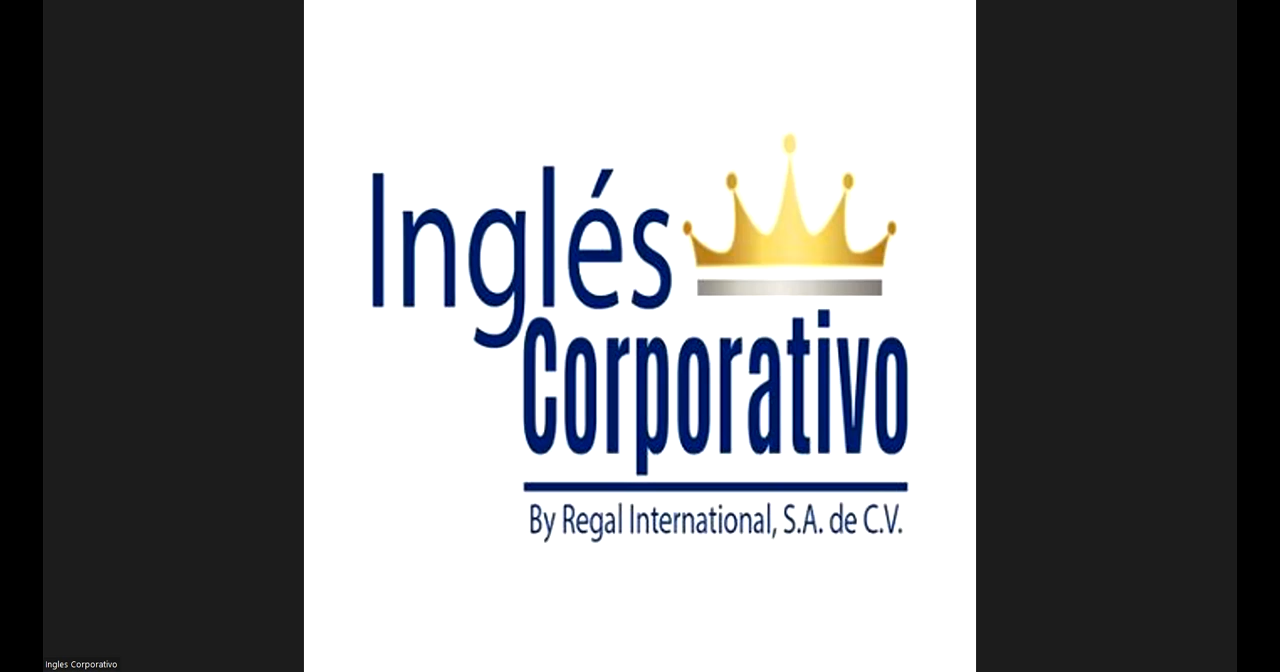 Inglés
Corporativo
By Regal International, S.A. de C.V.
Ingles Corporativo